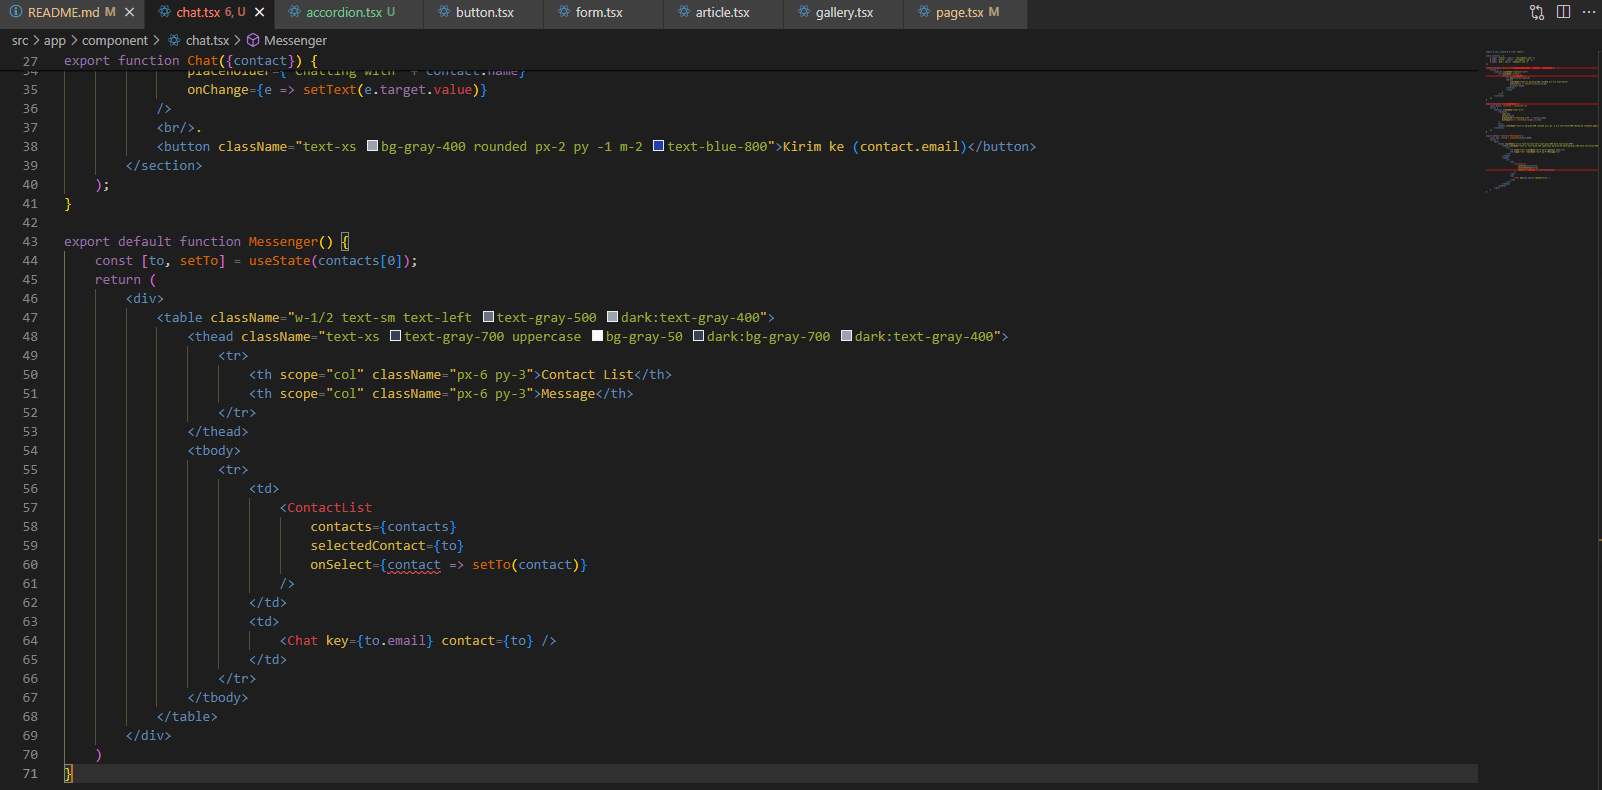 README.md M
chat.tsx 6, U
accordion.tsx U
button.tsx
form.tsx
article.tsx
gallery.tsx
page.tsx M
src > app > component > chat.tsx > Messenger
27 export function Chat({contact}) {
34 placeholder={"Chatting with " + contact.name}
35 onChange={e => setText(e.target.value)}
36 />
37 <br/>.
38 <button className="text-xs bg-gray-400 rounded px-2 py -1 m-2 text-blue-800">Kirim ke (contact.email)</button>
39 </section>
40 );
41 }
42
43 export default function Messenger() {
44 const [to, setTo] = useState(contacts[0]);
45 return (
46 <div>
47 <table className="w-1/2 text-sm text-left text-gray-500 dark:text-gray-400">
48 <thead className="text-xs text-gray-700 uppercase bg-gray-50 dark:bg-gray-700 dark:text-gray-400">
49 <tr>
50 <th scope="col" className="px-6 py-3">Contact List</th>
51 <th scope="col" className="px-6 py-3">Message</th>
52 </tr>
53 </thead>
54 <tbody>
55 <tr>
56 <td>
57 <ContactList
58 contacts={contacts}
59 selectedContact={to}
60 onSelect={contact => setTo(contact)}
61 />
62 </td>
63 <td>
64 <Chat key={to.email} contact={to} />
65 </td>
66 </tr>
67 </tbody>
68 </table>
69 </div>
70 )
71 }